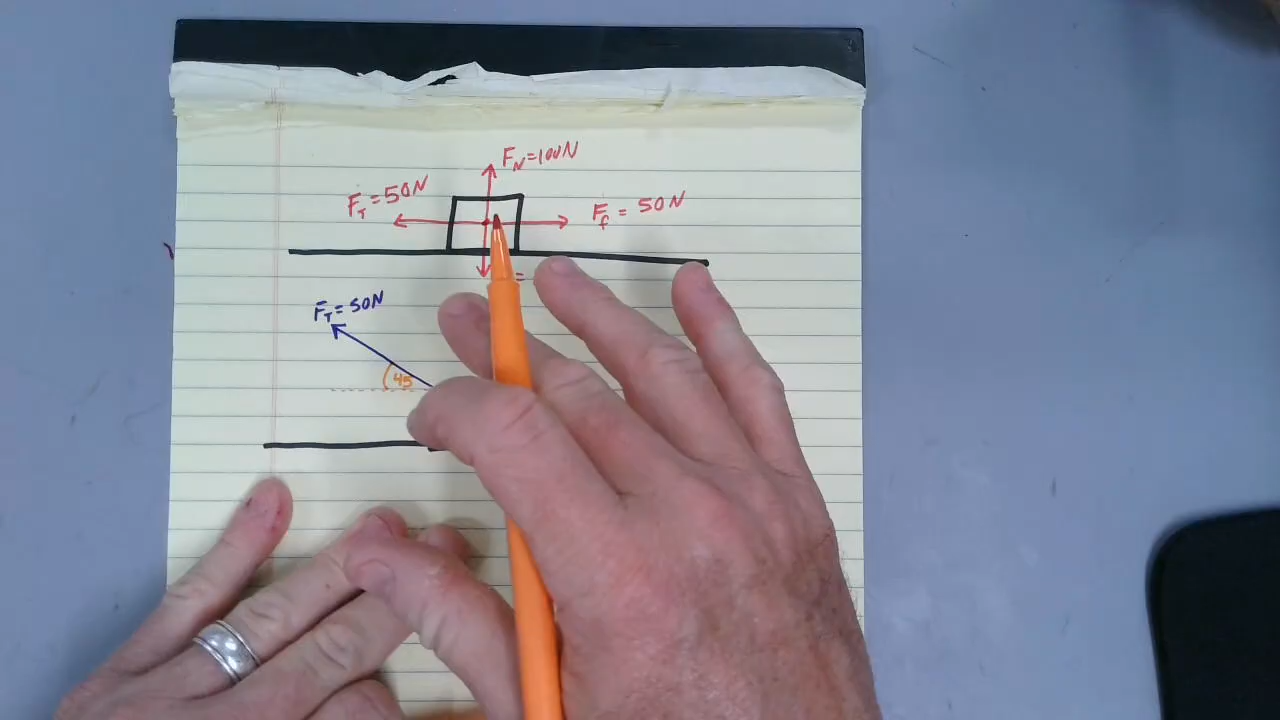 F_N = 100N
F_T = 50N
F_f = 50N
=
F_T = 50N
45